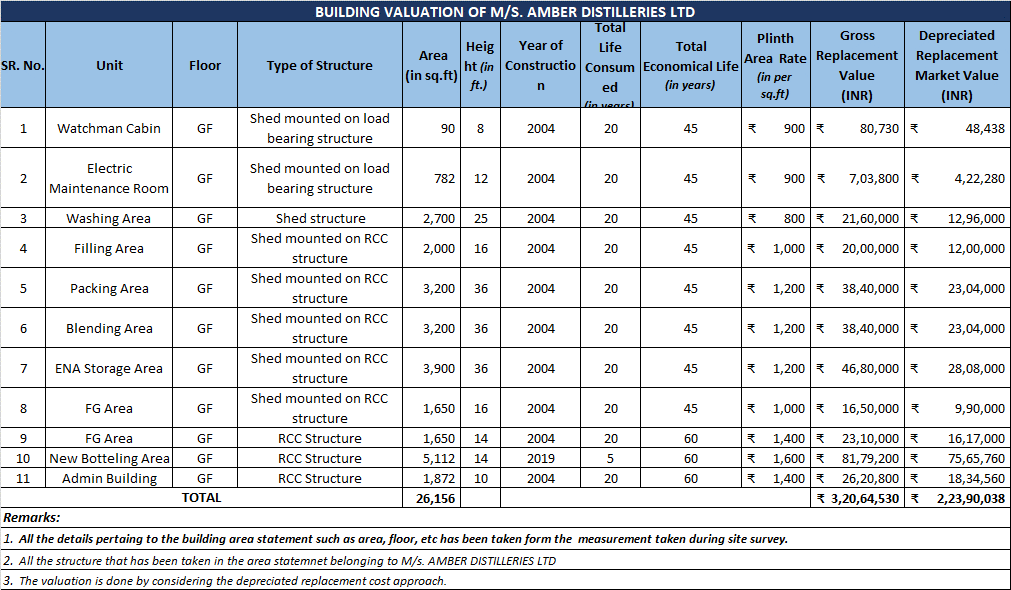 BUILDING VALUATION OF M/S. AMBER DISTILLERIES LTD
SR. No. Unit Floor Type of Structure Area (in sq.ft) Heig ht (in ft.) Year of Constructio n Total Life Consum ed (in years) Total Economical Life (in years) Plinth Area Rate (in per sq.ft) Gross Replacement Value (INR) Depreciated Replacement Market Value (INR)
1 Watchman Cabin GF Shed mounted on load bearing structure 90 8 2004 20 45 ₹ 900 ₹ 80,730 ₹ 48,438
2 Electric Maintenance Room GF Shed mounted on load bearing structure 782 12 2004 20 45 ₹ 900 ₹ 7,03,800 ₹ 4,22,280
3 Washing Area GF Shed structure 2,700 25 2004 20 45 ₹ 800 ₹ 21,60,000 ₹ 12,96,000
4 Filling Area GF Shed mounted on RCC structure 2,000 16 2004 20 45 ₹ 1,000 ₹ 20,00,000 ₹ 12,00,000
5 Packing Area GF Shed mounted on RCC structure 3,200 36 2004 20 45 ₹ 1,200 ₹ 38,40,000 ₹ 23,04,000
6 Blending Area GF Shed mounted on RCC structure 3,200 36 2004 20 45 ₹ 1,200 ₹ 38,40,000 ₹ 23,04,000
7 ENA Storage Area GF Shed mounted on RCC structure 3,900 36 2004 20 45 ₹ 1,200 ₹ 46,80,000 ₹ 28,08,000
8 FG Area GF Shed mounted on RCC structure 1,650 16 2004 20 45 ₹ 1,000 ₹ 16,50,000 ₹ 9,90,000
9 FG Area GF RCC Structure 1,650 14 2004 20 60 ₹ 1,400 ₹ 23,10,000 ₹ 16,17,000
10 New Botteling Area GF RCC Structure 5,112 14 2019 5 60 ₹ 1,600 ₹ 81,79,200 ₹ 75,65,760
11 Admin Building GF RCC Structure 1,872 10 2004 20 60 ₹ 1,400 ₹ 26,20,800 ₹ 18,34,560
TOTAL 26,156 ₹ 3,20,64,530 ₹ 2,23,90,038
Remarks:
1. All the details pertaining to the building area statement such as area, floor, etc has been taken form the measurement taken during site survey.
2. All the structure that has been taken in the area statemnet belonging to M/s. AMBER DISTILLERIES LTD
3. The valuation is done by considering the depreciated replacement cost approach.